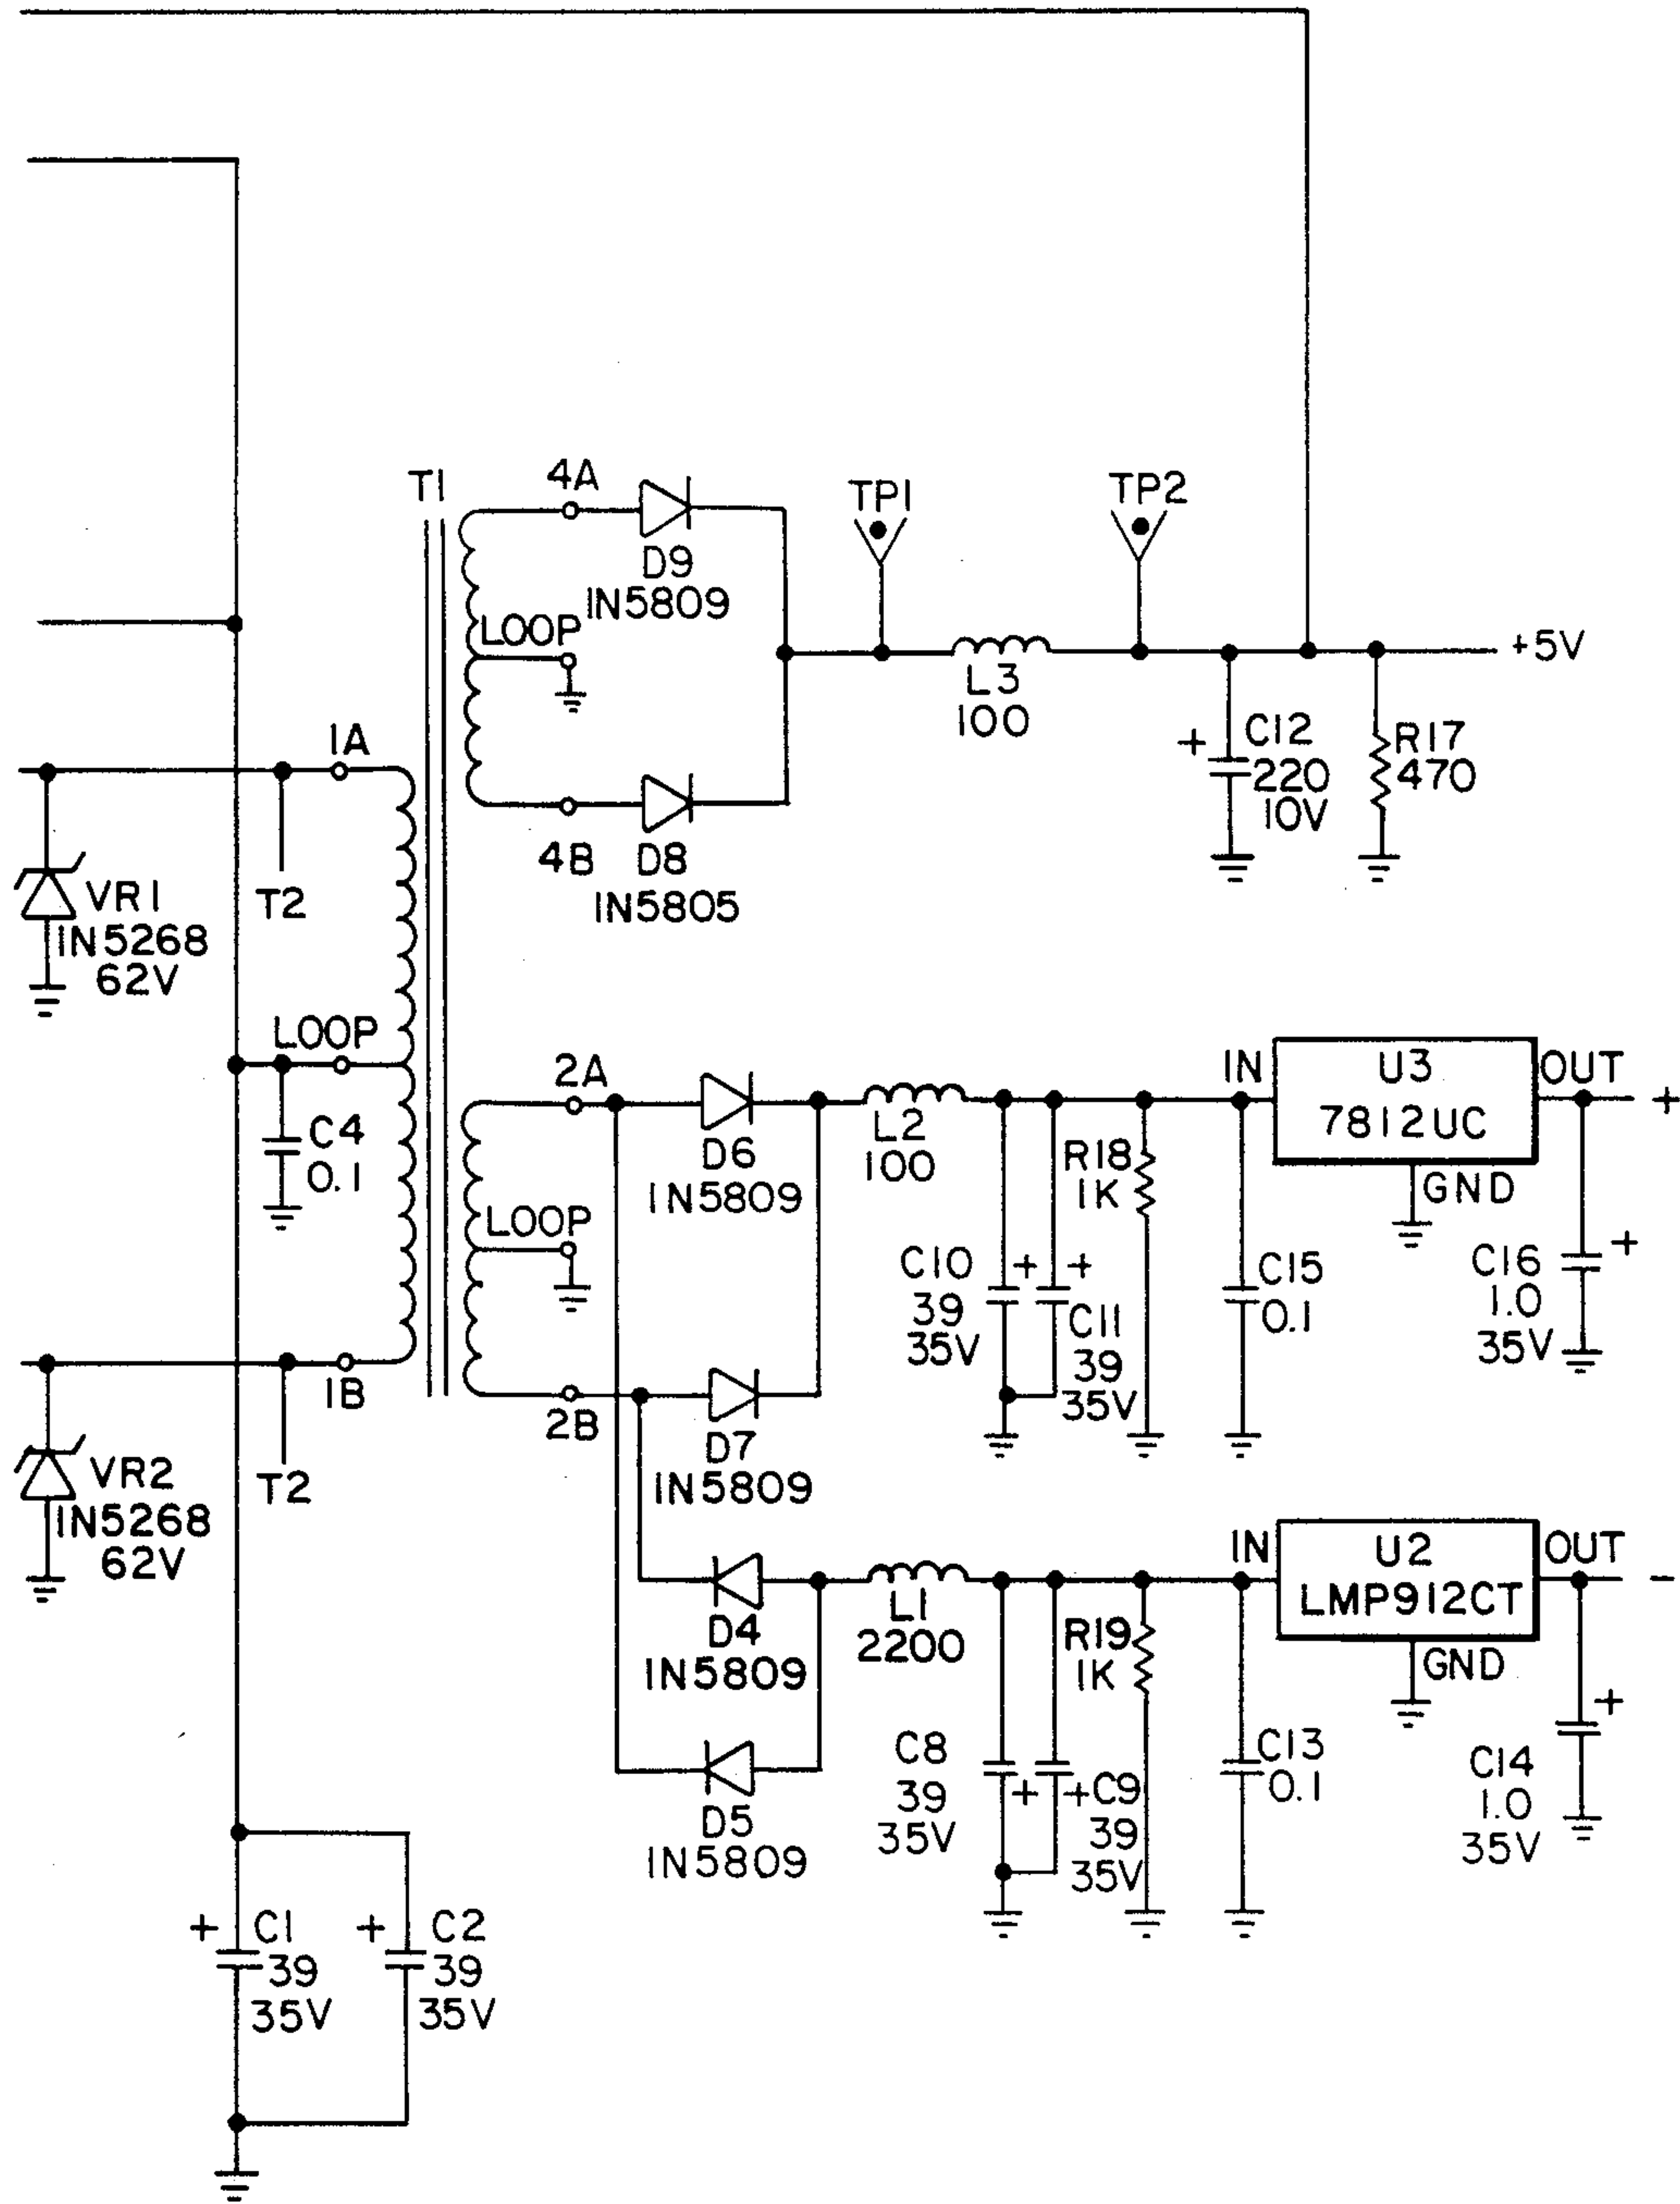 T1
4A
D9
IN5809
LOOP
4B
D8
IN5805
TP1
TP2
L3
100
+5V
+
C12
220
10V
R17
470
1A
T2
VR1
IN5268
62V
LOOP
C4
0.1
1B
T2
VR2
IN5268
62V
2A
D6
IN5809
LOOP
2B
D7
IN5809
L2
100
C10
39
35V
+
+
C11
39
35V
R18
1K
C15
0.1
IN
U3
7812UC
OUT
GND
+
C16
1.0
35V
+
D4
IN5809
D5
IN5809
L1
2200
C8
39
35V
+
+
C9
39
35V
R19
1K
C13
0.1
IN
U2
LMP912CT
OUT
GND
-
C14
1.0
35V
+
+
C1
39
35V
+
C2
39
35V